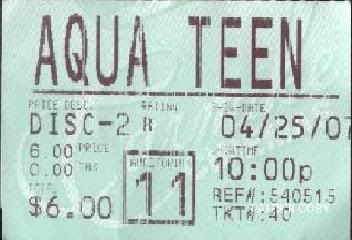 AQUA TEEN
PRICE DESC. RATING SHOW-DATE
DISC-2 R 04/25/07
6.00 PRICE AUDITORIUM SHOWTIME
0.00 TAX 11 10:00p
$6.00 REF#:540515
TKT#:40